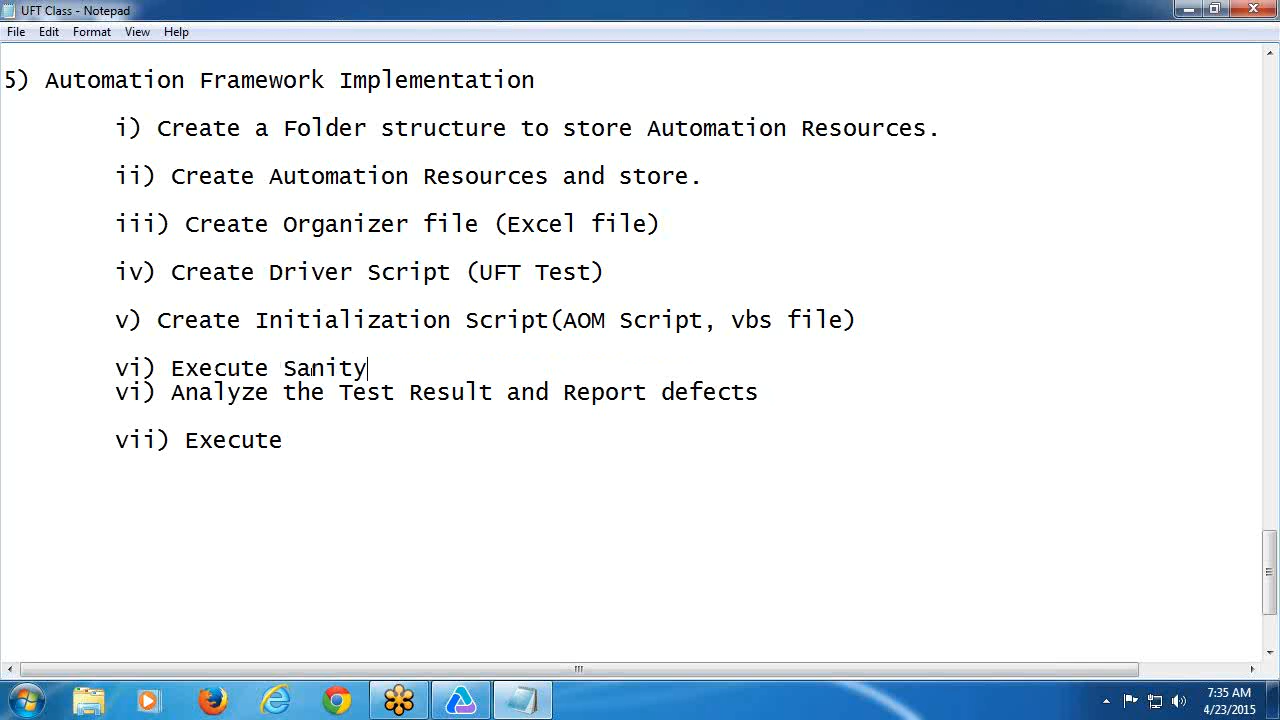 UFT Class - Notepad
File Edit Format View Help
5) Automation Framework Implementation
i) Create a Folder structure to store Automation Resources.
ii) Create Automation Resources and store.
iii) Create Organizer file (Excel file)
iv) Create Driver Script (UFT Test)
v) Create Initialization Script(AOM Script, vbs file)
vi) Execute Sanity
vi) Analyze the Test Result and Report defects
vii) Execute
7:35 AM
4/23/2015